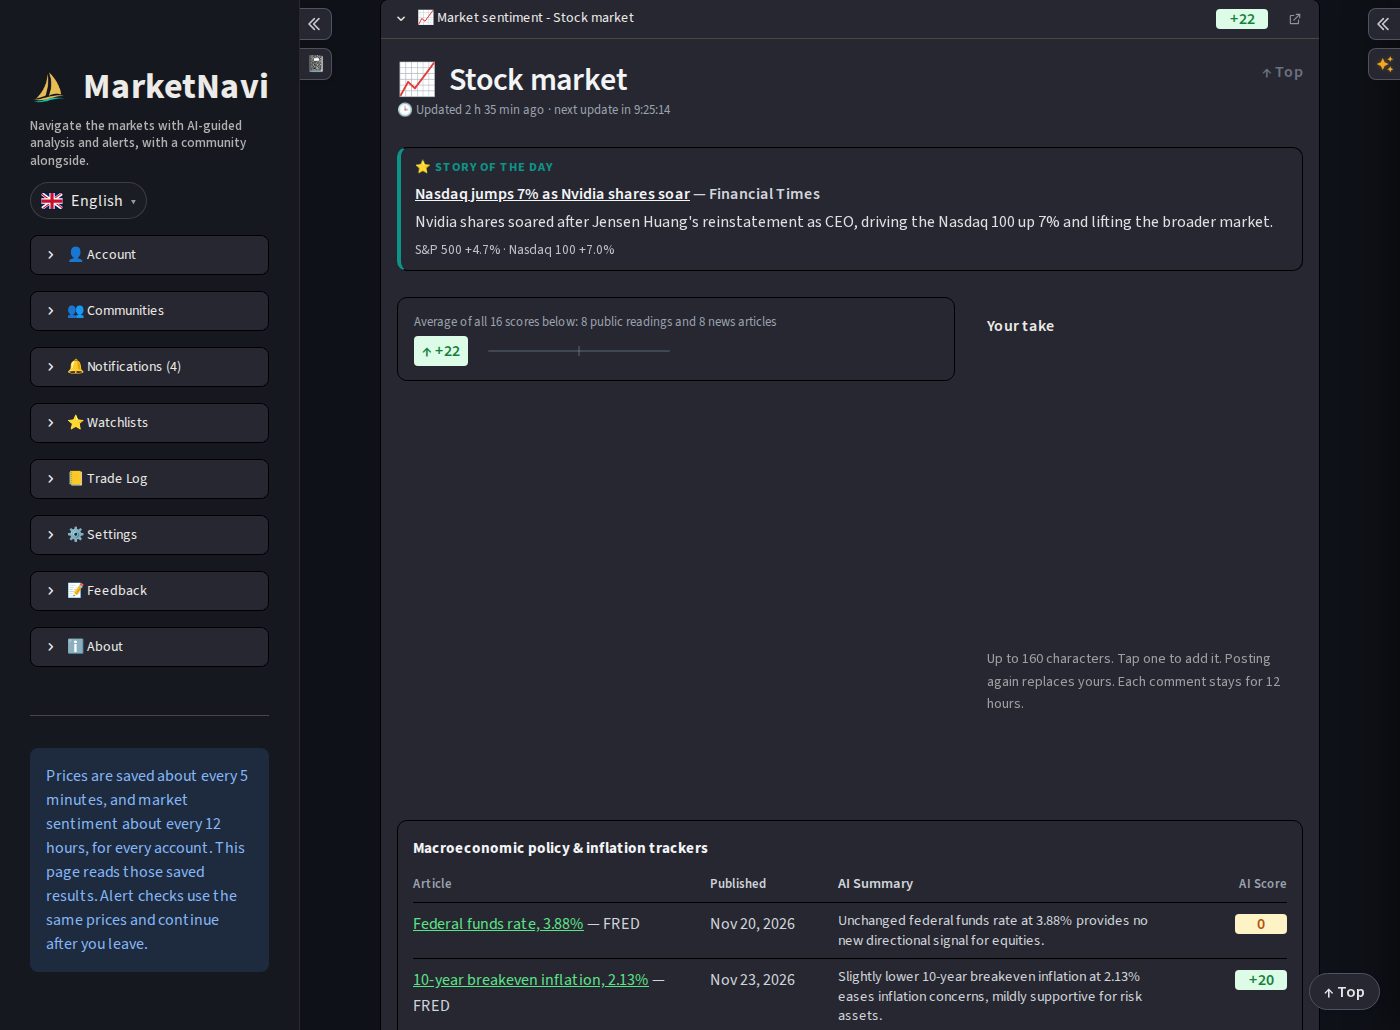 MarketNavi
Navigate the markets with AI-guided
analysis and alerts, with a community
alongside.
English
Account
Communities
Notifications (4)
Watchlists
Trade Log
Settings
Feedback
About
Prices are saved about every 5
minutes, and market
sentiment about every 12
hours, for every account. This
page reads those saved
results. Alert checks use the
same prices and continue
after you leave.
Market sentiment - Stock market
+22
Stock market
↑ Top
Updated 2 h 35 min ago · next update in 9:25:14
STORY OF THE DAY
Nasdaq jumps 7% as Nvidia shares soar — Financial Times
Nvidia shares soared after Jensen Huang's reinstatement as CEO, driving the Nasdaq 100 up 7% and lifting the broader market.
S&P 500 +4.7% · Nasdaq 100 +7.0%
Average of all 16 scores below: 8 public readings and 8 news articles
↑ +22
Your take
Up to 160 characters. Tap one to add it. Posting
again replaces yours. Each comment stays for 12
hours.
Macroeconomic policy & inflation trackers
Article Published AI Summary AI Score
Federal funds rate, 3.88% — FRED Nov 20, 2026 Unchanged federal funds rate at 3.88% provides no 0
new directional signal for equities.
10-year breakeven inflation, 2.13% — Nov 23, 2026 Slightly lower 10-year breakeven inflation at 2.13% +20
FRED eases inflation concerns, mildly supportive for risk
assets.
↑ Top